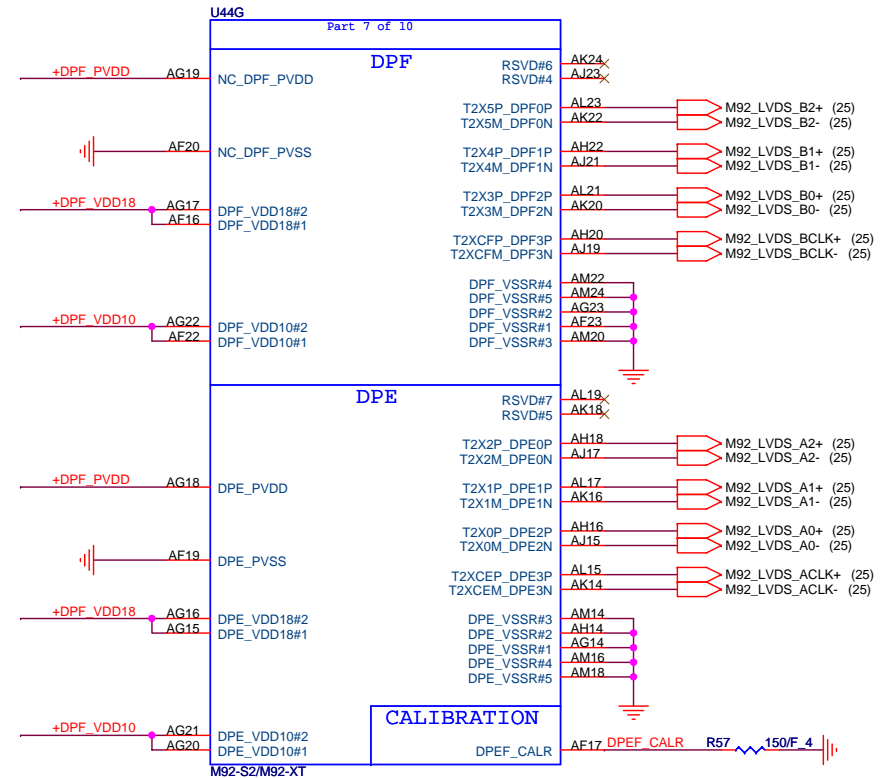 U44G
Part 7 of 10
DPF
+DPF_PVDD AG19 NC_DPF_PVDD
AF20 NC_DPF_PVSS
+DPF_VDD18 AG17 DPF_VDD18#2
AF16 DPF_VDD18#1
+DPF_VDD10 AG22 DPF_VDD10#2
AF22 DPF_VDD10#1
RSVD#6 AK24
RSVD#4 AJ23
T2X5P_DPF0P AL23 M92_LVDS_B2+ (25)
T2X5M_DPF0N AK22 M92_LVDS_B2- (25)
T2X4P_DPF1P AH22 M92_LVDS_B1+ (25)
T2X4M_DPF1N AJ21 M92_LVDS_B1- (25)
T2X3P_DPF2P AL21 M92_LVDS_B0+ (25)
T2X3M_DPF2N AK20 M92_LVDS_B0- (25)
T2XCFP_DPF3P AH20 M92_LVDS_BCLK+ (25)
T2XCFM_DPF3N AJ19 M92_LVDS_BCLK- (25)
DPF_VSSR#4 AM22
DPF_VSSR#5 AM24
DPF_VSSR#2 AG23
DPF_VSSR#1 AF23
DPF_VSSR#3 AM20
DPE
+DPF_PVDD AG18 DPE_PVDD
AF19 DPE_PVSS
+DPF_VDD18 AG16 DPE_VDD18#2
AG15 DPE_VDD18#1
+DPF_VDD10 AG21 DPE_VDD10#2
AG20 DPE_VDD10#1
RSVD#7 AL19
RSVD#5 AK18
T2X2P_DPE0P AH18 M92_LVDS_A2+ (25)
T2X2M_DPE0N AJ17 M92_LVDS_A2- (25)
T2X1P_DPE1P AL17 M92_LVDS_A1+ (25)
T2X1M_DPE1N AK16 M92_LVDS_A1- (25)
T2X0P_DPE2P AH16 M92_LVDS_A0+ (25)
T2X0M_DPE2N AJ15 M92_LVDS_A0- (25)
T2XCEP_DPE3P AL15 M92_LVDS_ACLK+ (25)
T2XCEM_DPE3N AK14 M92_LVDS_ACLK- (25)
DPE_VSSR#3 AM14
DPE_VSSR#2 AH14
DPE_VSSR#1 AG14
DPE_VSSR#4 AM16
DPE_VSSR#5 AM18
CALIBRATION
DPEF_CALR AF17 DPEF_CALR R57 150/F_4
M92-S2/M92-XT